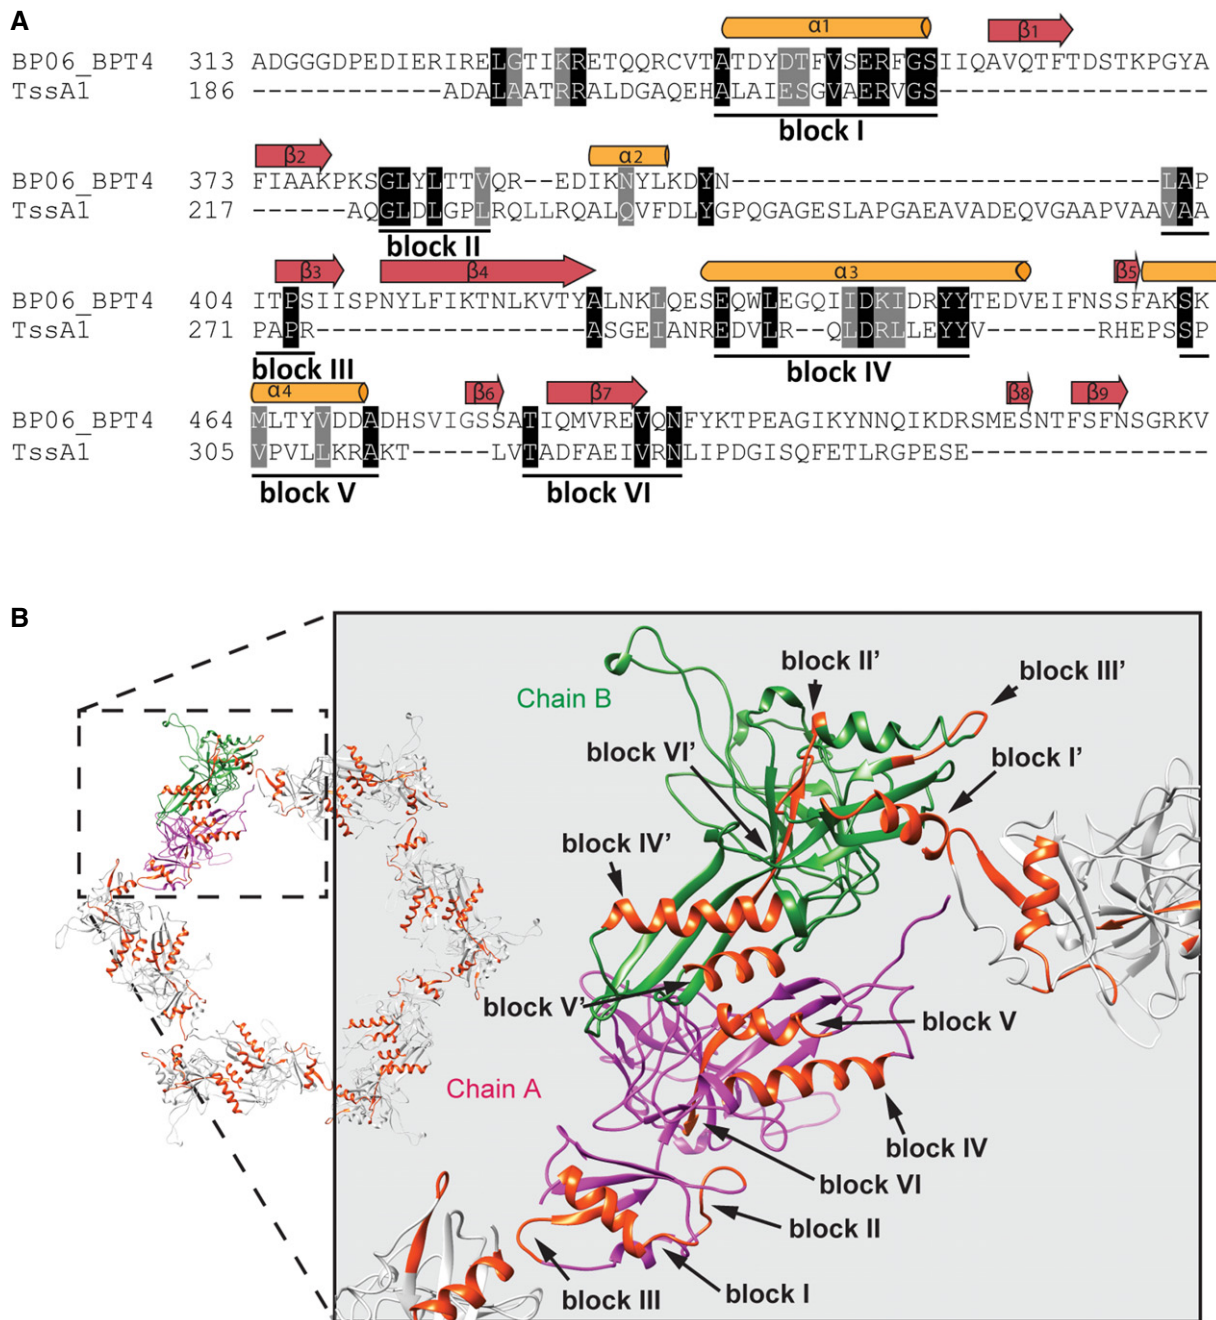 A
α1 β1
BP06_BPT4 313 ADGGGDPEDIERIRELGTIKRETQQRCVTATDYDTFVSERFGSIIQAVQTFTDSTKPGYA
TssA1 186 ------------ADALAATRRALDGAQEHALAIESGVAERVGS-----------------
block I
β2 α2
BP06_BPT4 373 FIAAKPKSGLYLTTVQR--EDIKNYLKDYN---------------------------LAP
TssA1 217 ------AQGLDLGPLRQLLRQALQVFDLYGPQGAGESLAPGAEAVADEQVGAAPVAAVAA
block II
β3 β4 α3 β5
BP06_BPT4 404 ITPSIISPNYLFIKTNLKVTYALNKLQESEQWLEGQIIDKIDRYYTEDVEIFNSSFAKSK
TssA1 271 PAPR-----------------ASGEIANREDVLR--QLDRLLEYYV-------RHEPSSP
block III block IV
α4 β6 β7 β8 β9
BP06_BPT4 464 MLTYVDDADHSVIGSSATIQMVREVQNFYKTPEAGIKYNNQIKDRSMESNTFSFNSGRKV
TssA1 305 VPVLLKRAKT-----LVTADFAEIVRNLIPDGISQFETLRGPESE---------------
block V block VI
B
block II’
block III’
Chain B
block VI’
block I’
block IV’
block V’
block V
Chain A
block IV
block VI
block II
block I
block III